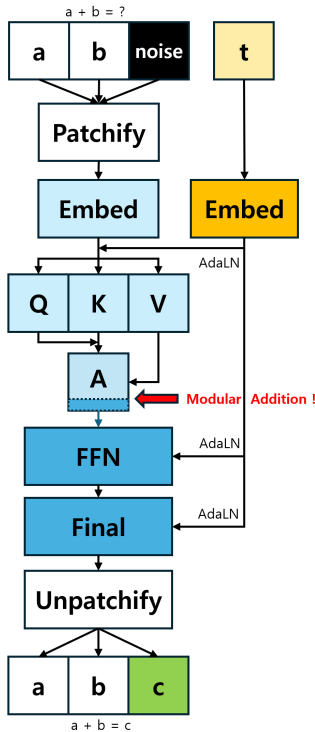 a + b = ?
a b noise t
Patchify
Embed Embed
AdaLN
Q K V
A
Modular Addition !
AdaLN
FFN
AdaLN
Final
Unpatchify
a b c
a + b = c